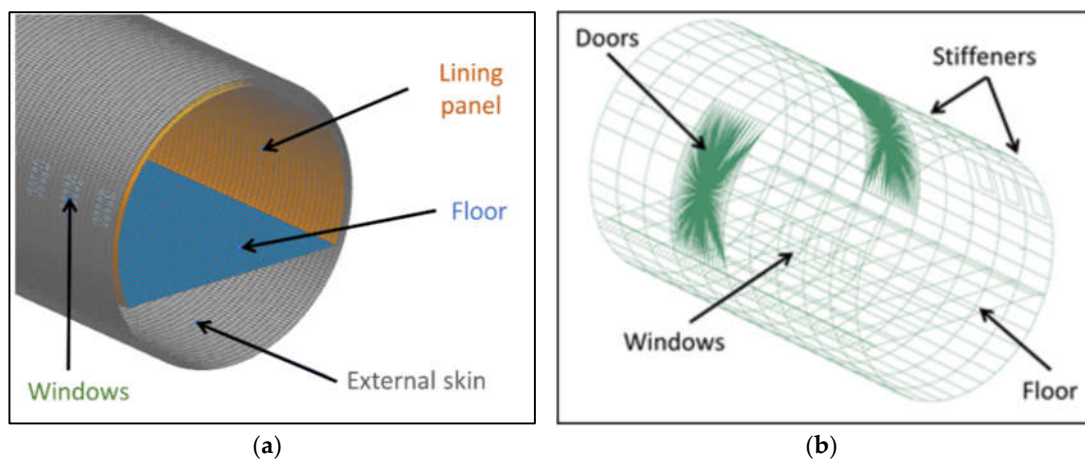 Lining
panel
Floor
External skin
Windows
(a)
Doors
Stiffeners
Windows
Floor
(b)